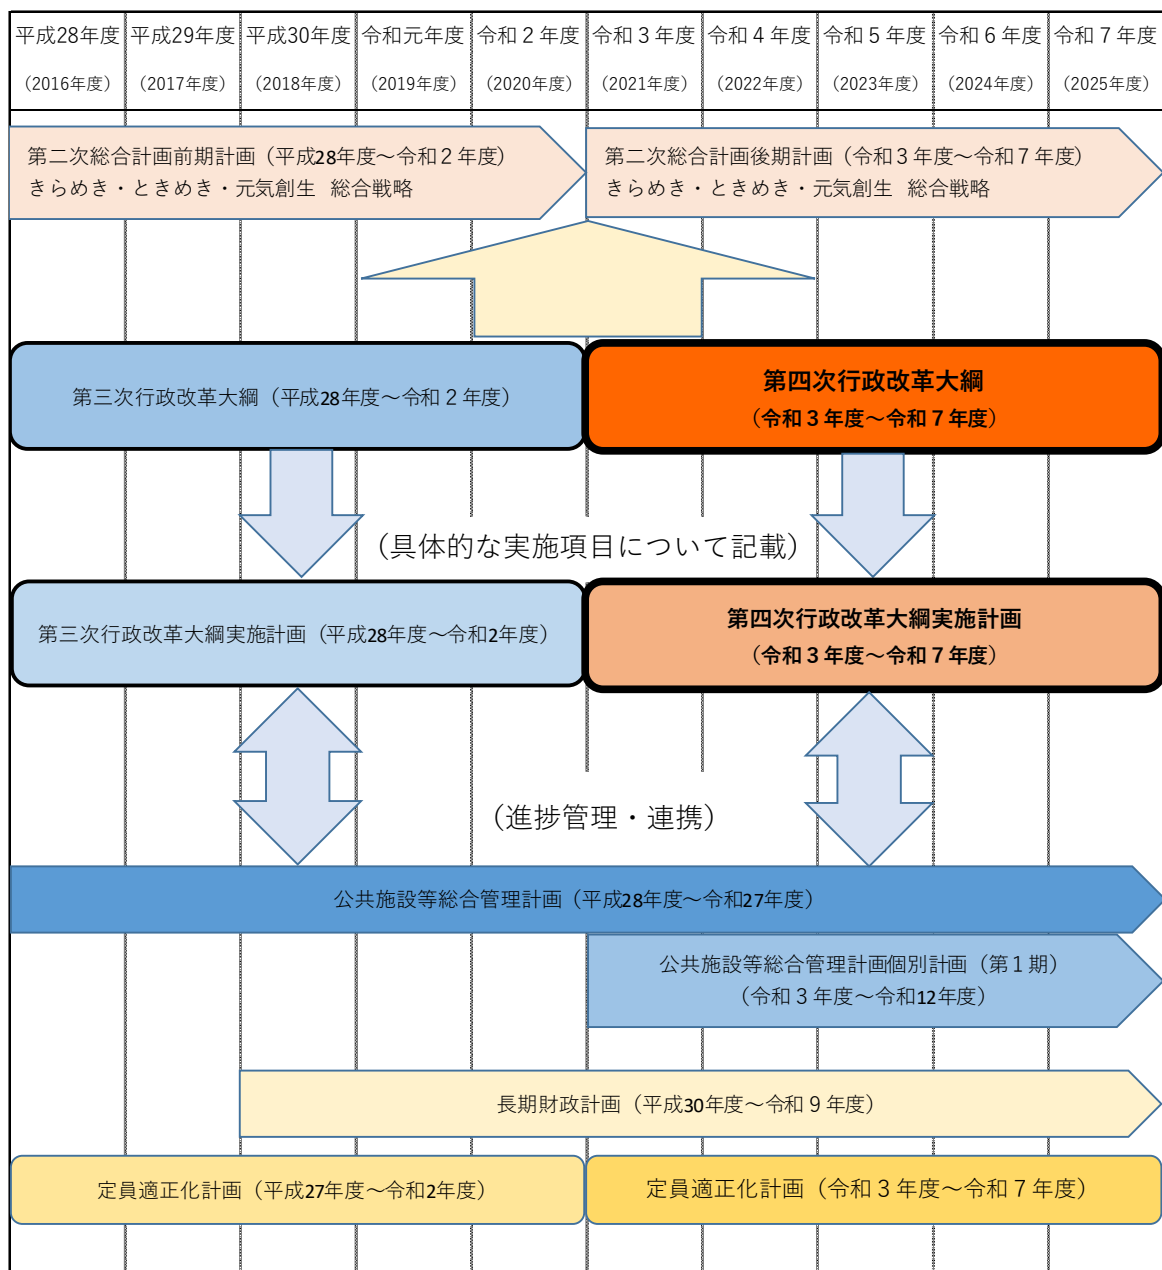 平成28年度 平成29年度 平成30年度 令和元年度 令和２年度 令和３年度 令和４年度 令和５年度 令和６年度 令和７年度
（2016年度） （2017年度） （2018年度） （2019年度） （2020年度） （2021年度） （2022年度） （2023年度） （2024年度） （2025年度）
第二次総合計画前期計画（平成28年度～令和２年度）
きらめき・ときめき・元気創生 総合戦略
第二次総合計画後期計画（令和３年度～令和７年度）
きらめき・ときめき・元気創生 総合戦略
第三次行政改革大綱（平成28年度～令和２年度）
第四次行政改革大綱
（令和３年度～令和７年度）
（具体的な実施項目について記載）
第三次行政改革大綱実施計画（平成28年度～令和2年度）
第四次行政改革大綱実施計画
（令和３年度～令和７年度）
（進捗管理・連携）
公共施設等総合管理計画（平成28年度～令和27年度）
公共施設等総合管理計画個別計画（第１期）
（令和３年度～令和12年度）
長期財政計画（平成30年度～令和９年度）
定員適正化計画（平成27年度～令和2年度）
定員適正化計画（令和３年度～令和７年度）